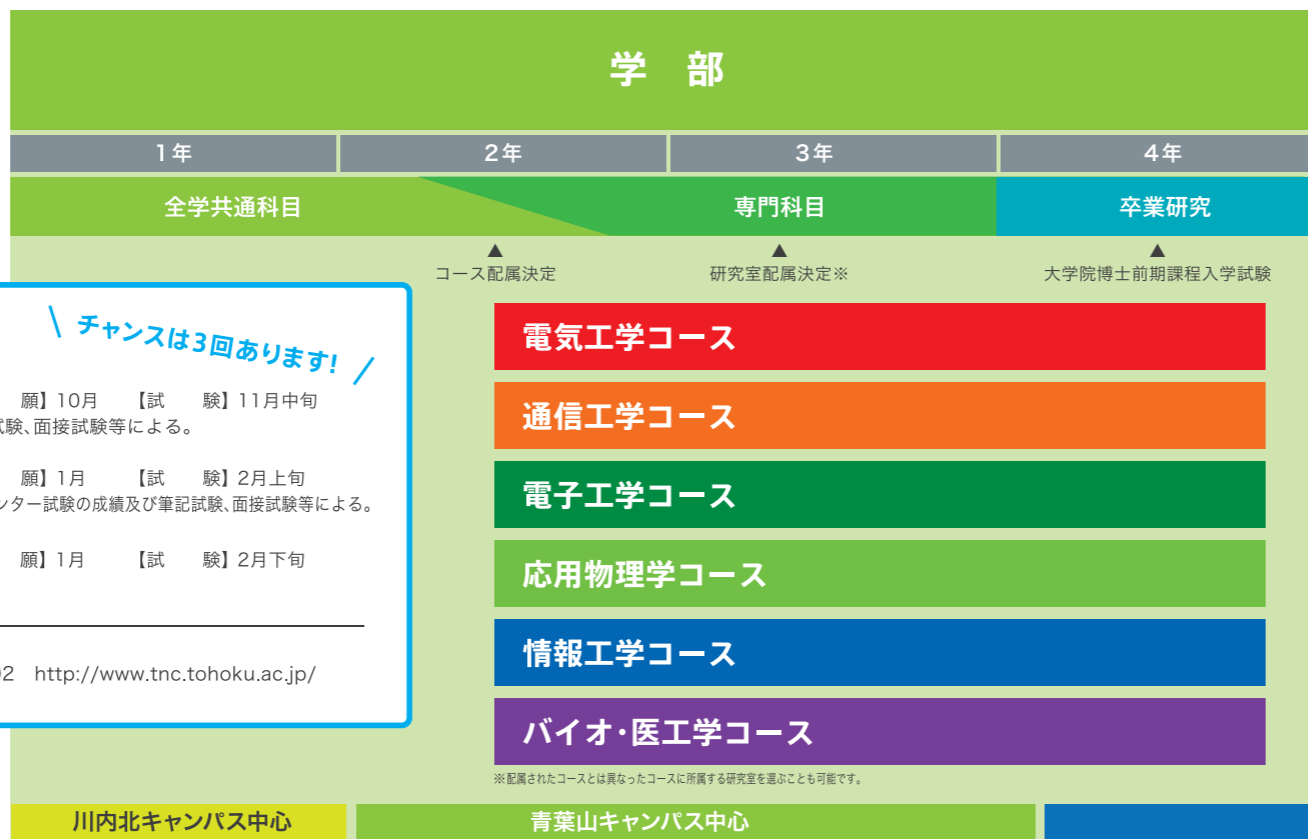 学 部
1年 2年 3年 4年
全学共通科目 専門科目 卒業研究
▲ ▲ ▲
コース配属決定 研究室配属決定※ 大学院博士前期課程入学試験
\ チャンスは3回あります! /
願】10月 【試 験】11月中旬
試験、面接試験等による。
願】1月 【試 験】2月上旬
ンター試験の成績及び筆記試験、面接試験等による。
願】1月 【試 験】2月下旬
2 http://www.tnc.tohoku.ac.jp/
電気工学コース
通信工学コース
電子工学コース
応用物理学コース
情報工学コース
バイオ・医工学コース
※配属されたコースとは異なったコースに所属する研究室を選ぶことも可能です。
川内北キャンパス中心 青葉山キャンパス中心